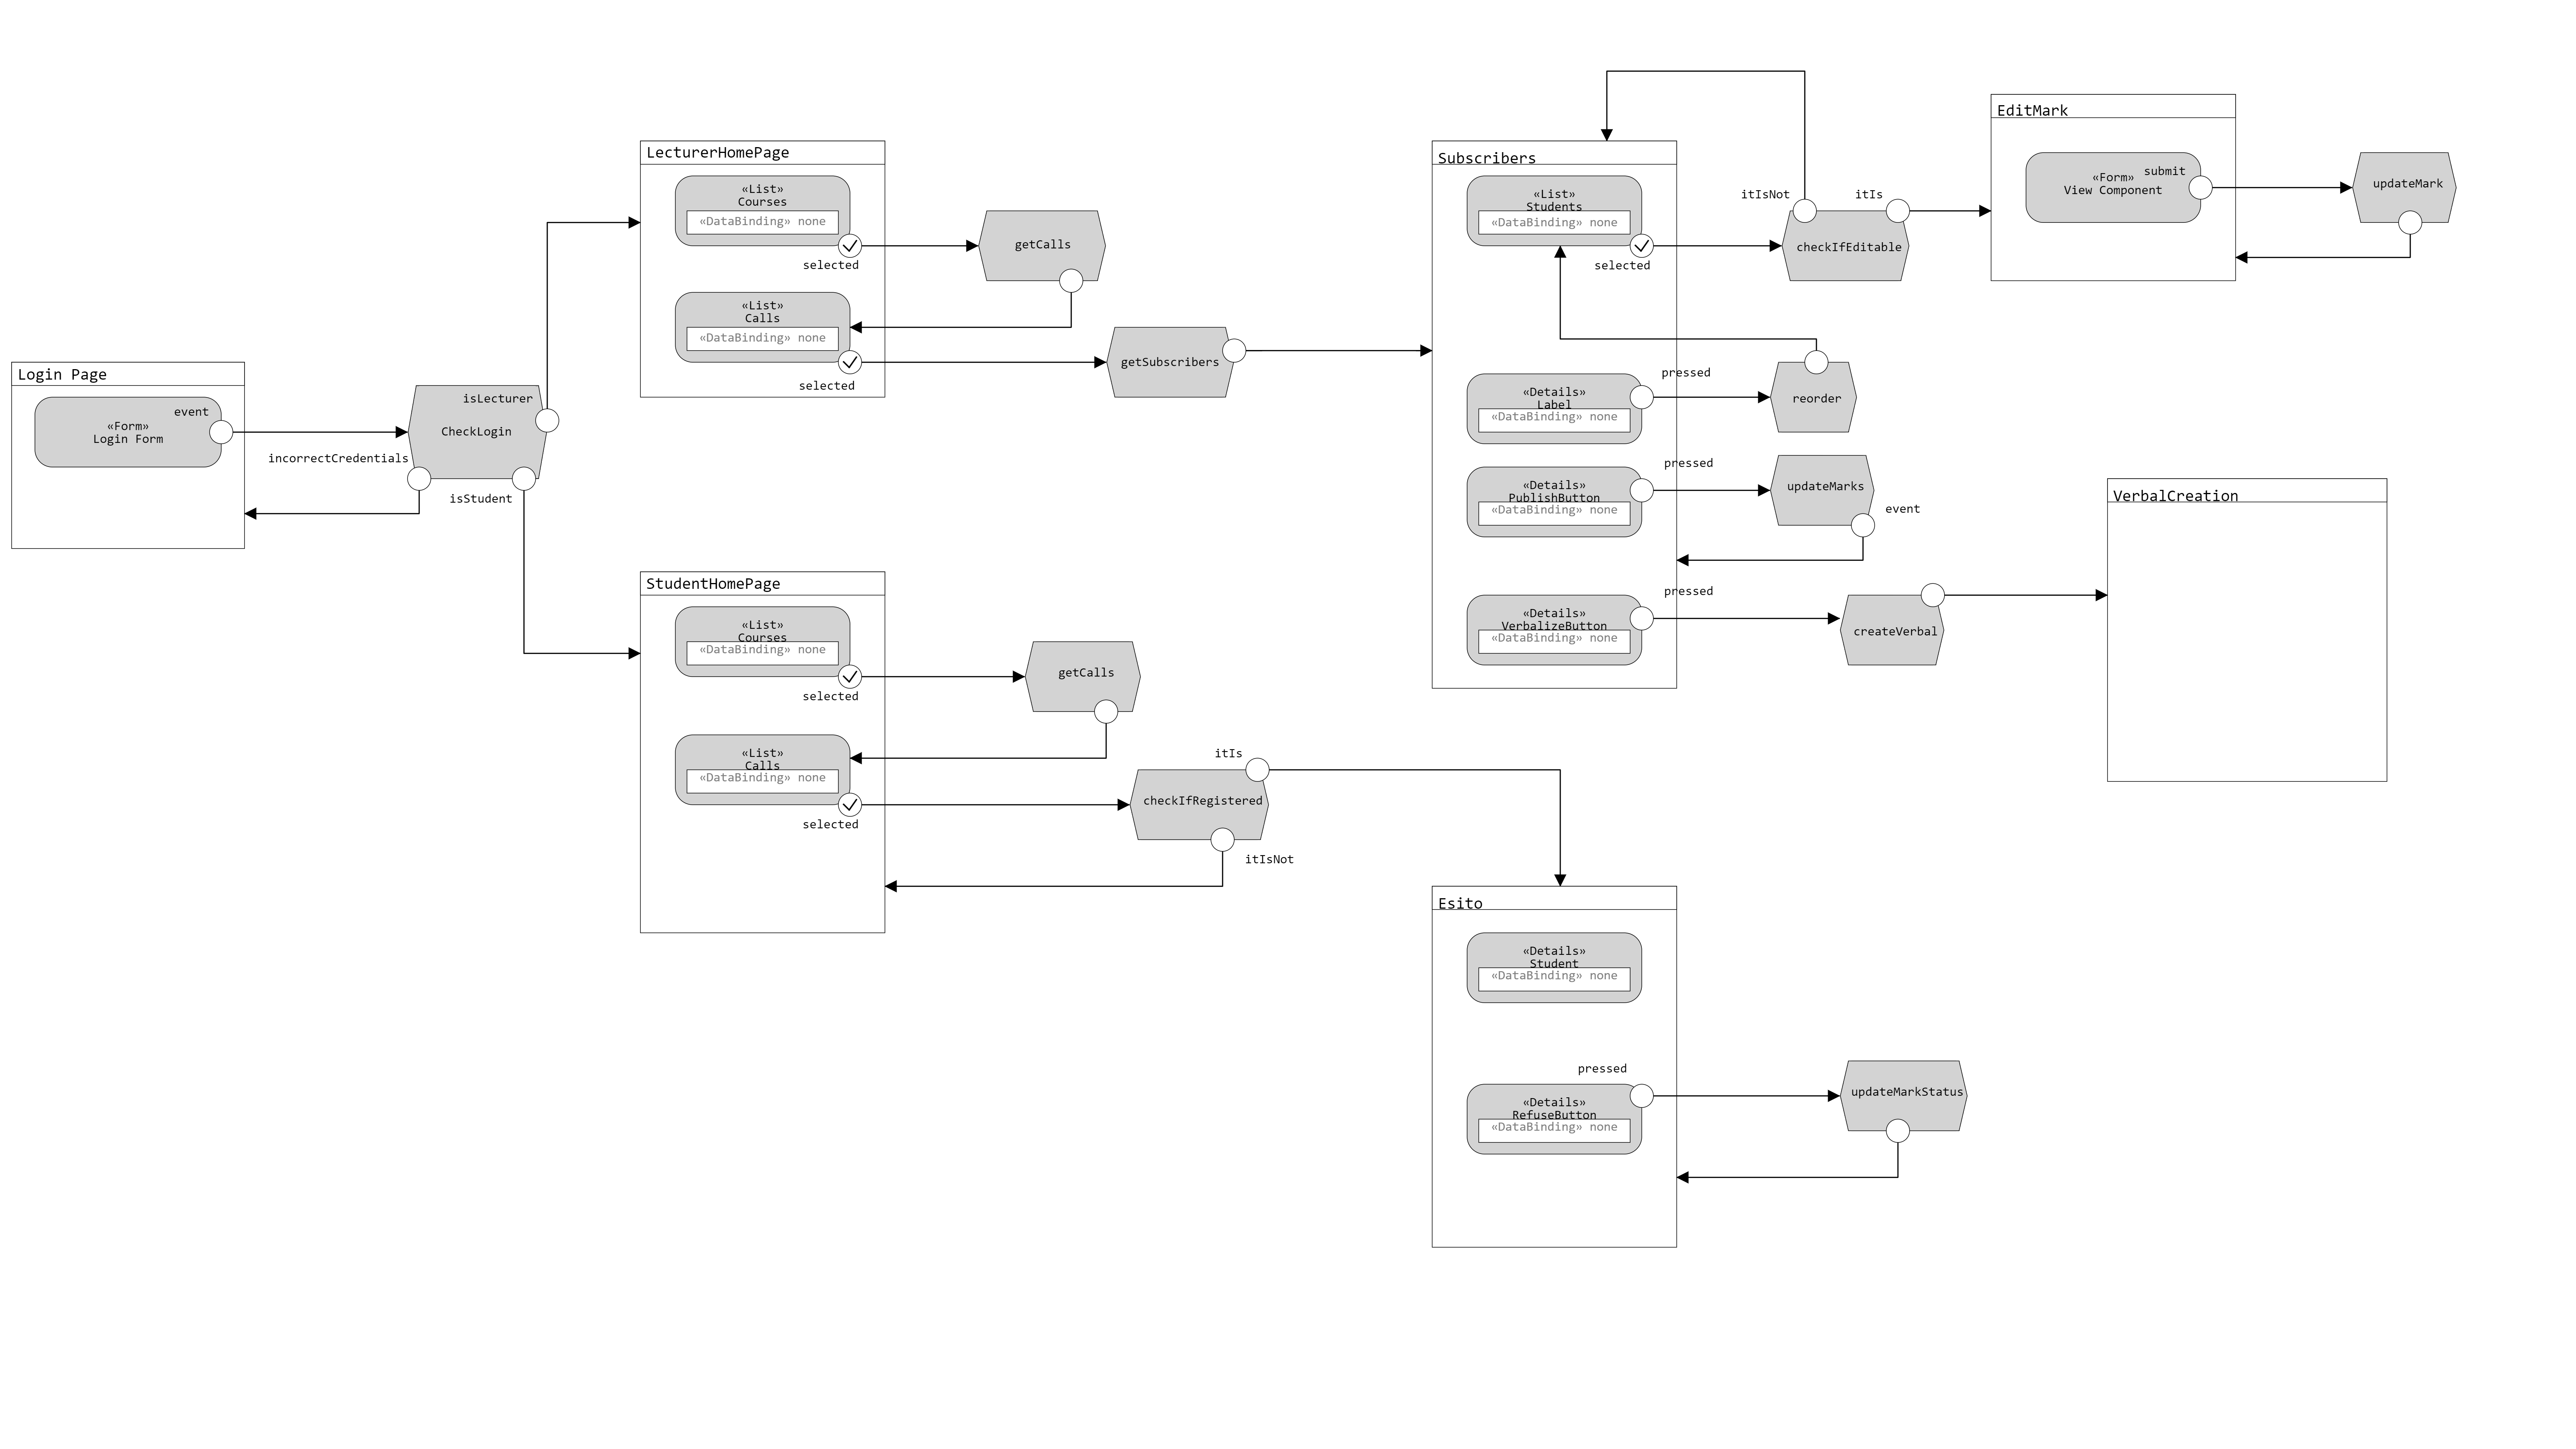 EditMark
LecturerHomePage
Subscribers
«List»
Courses
«DataBinding» none
selected
getCalls
«List»
Calls
«DataBinding» none
selected
getSubscribers
«List»
Students
«DataBinding» none
selected
itIsNot
itIs
checkIfEditable
«Form»
submit
View Component
updateMark
Login Page
event
«Form»
Login Form
isLecturer
CheckLogin
incorrectCredentials
isStudent
pressed
«Details»
Label
«DataBinding» none
reorder
pressed
«Details»
PublishButton
«DataBinding» none
updateMarks
event
pressed
«Details»
VerbalizeButton
«DataBinding» none
createVerbal
VerbalCreation
StudentHomePage
«List»
Courses
«DataBinding» none
selected
getCalls
«List»
Calls
«DataBinding» none
selected
itIs
checkIfRegistered
itIsNot
Esito
«Details»
Student
«DataBinding» none
pressed
«Details»
RefuseButton
«DataBinding» none
updateMarkStatus